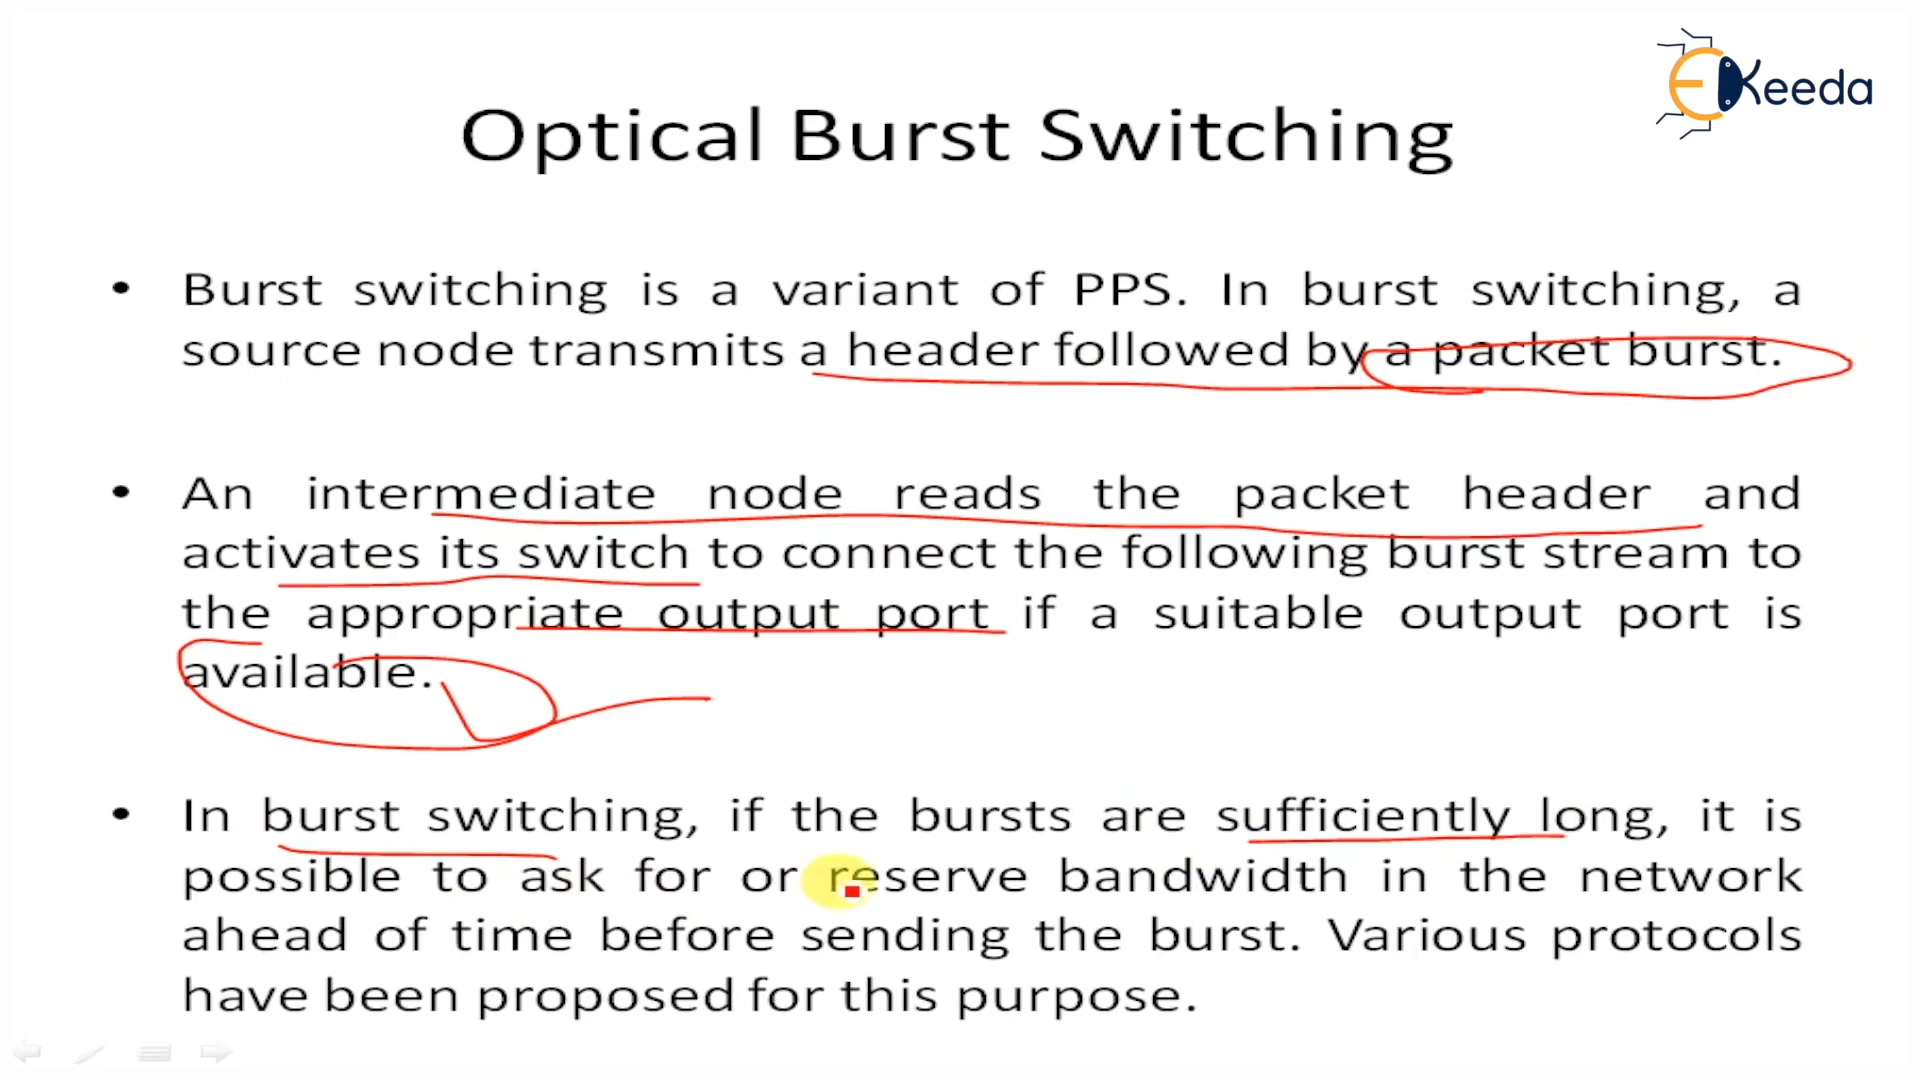 EKeeda
Optical Burst Switching
• Burst switching is a variant of PPS. In burst switching, a
source node transmits a header followed by a packet burst.
• An intermediate node reads the packet header and
activates its switch to connect the following burst stream to
the appropriate output port if a suitable output port is
available.
• In burst switching, if the bursts are sufficiently long, it is
possible to ask for or reserve bandwidth in the network
ahead of time before sending the burst. Various protocols
have been proposed for this purpose.